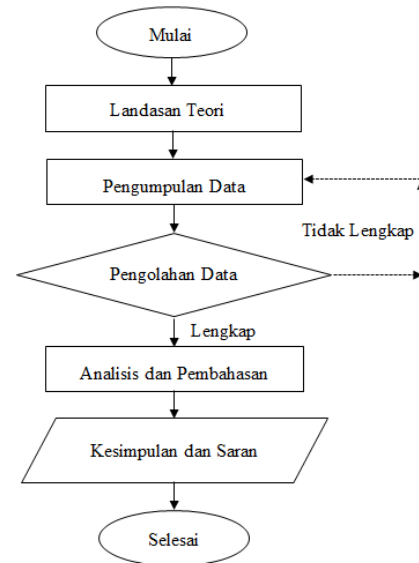 Mulai
Landasan Teori
Pengumpulan Data
Tidak Lengkap
Pengolahan Data
Lengkap
Analisis dan Pembahasan
Kesimpulan dan Saran
Selesai